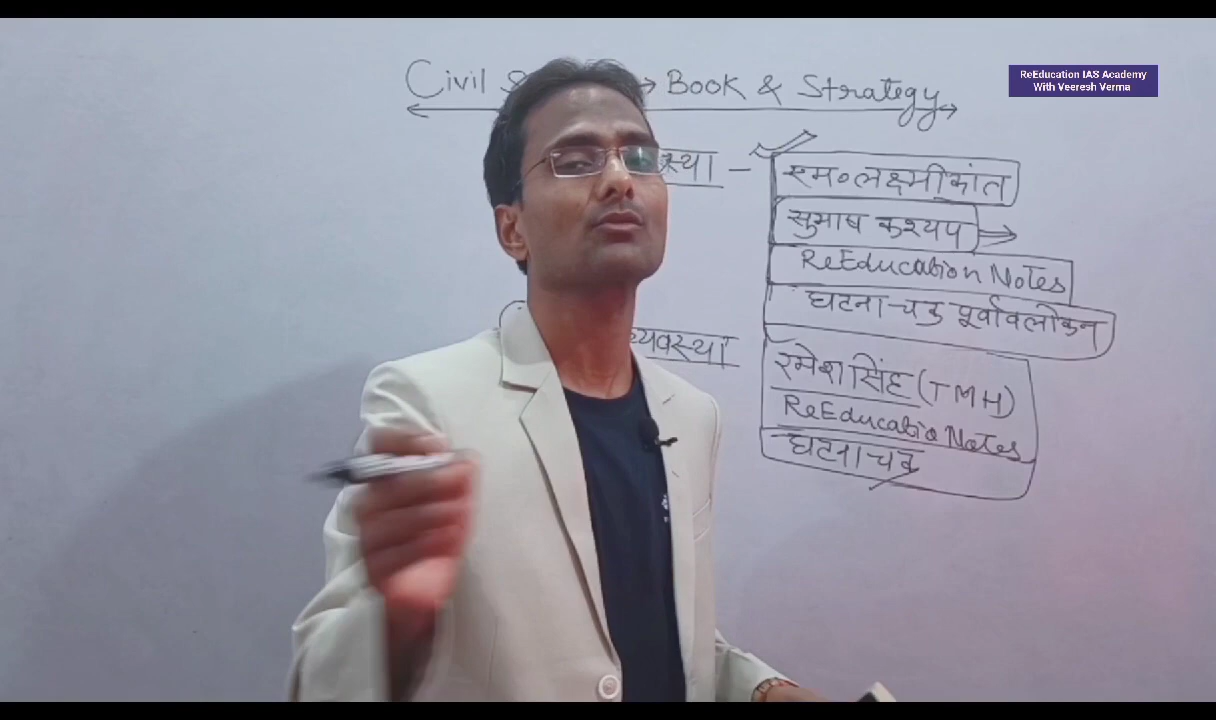 Civil → Book & Strategy
ReEducation IAS Academy
With Veeresh Verma
स्था - एम॰लक्ष्मीकांत
सुभाष कश्यप →
ReEducation Notes
घटनाचक्र पूर्वावलोकन
व्यवस्था
रमेश सिंह (TMH)
ReEducation Notes
घटनाचक्र